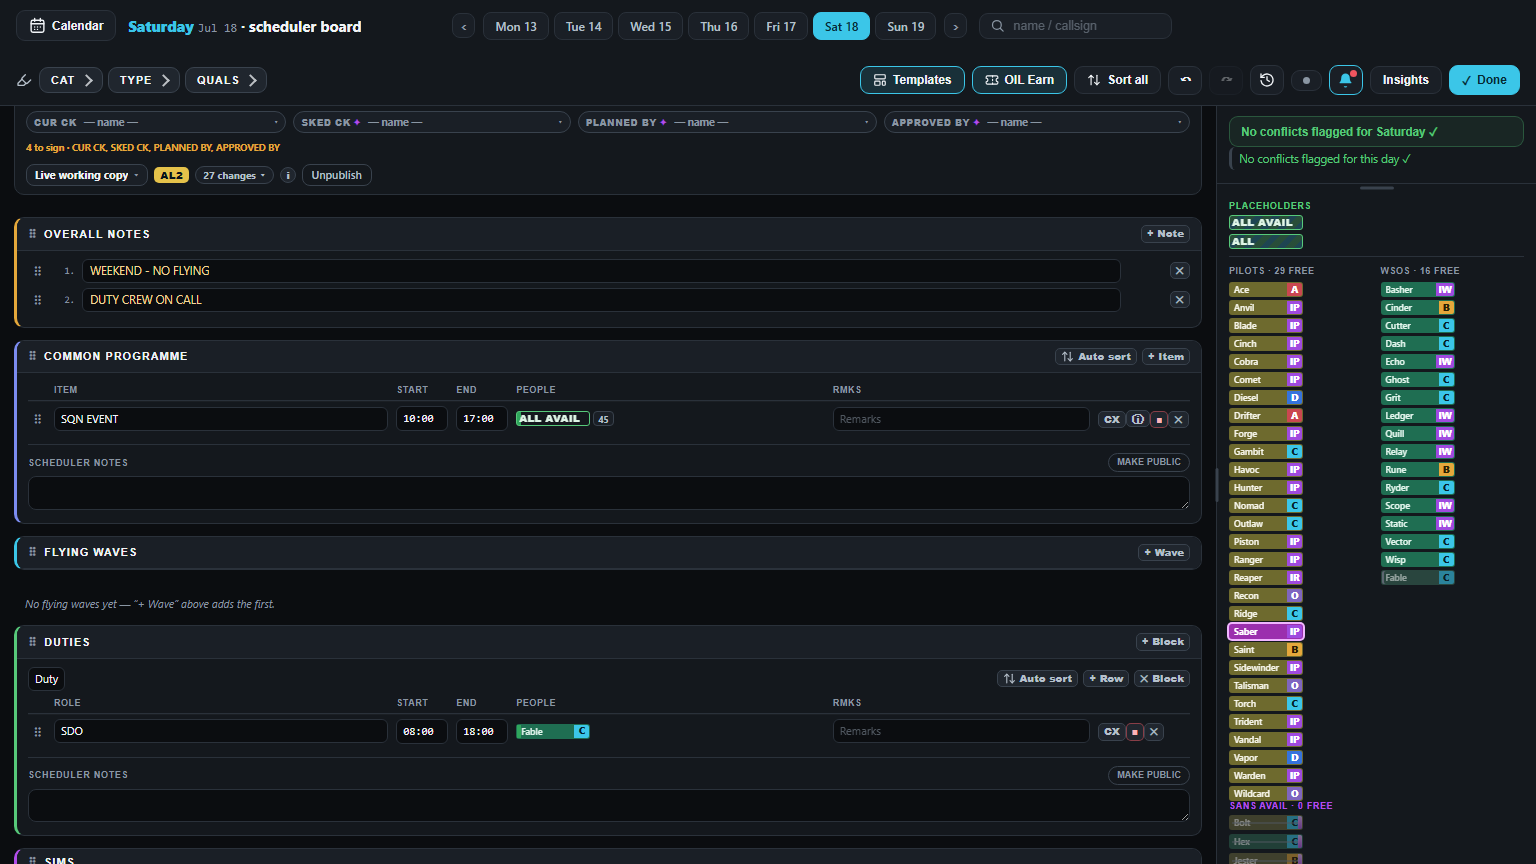 Calendar
Saturday Jul 18 · scheduler board
Mon 13
Tue 14
Wed 15
Thu 16
Fri 17
Sat 18
Sun 19
name / callsign
CAT
TYPE
QUALS
Templates
OIL Earn
Sort all
Insights
✓ Done
CUR CK — name —
SKED CK ✦ — name —
PLANNED BY ✦ — name —
APPROVED BY ✦ — name —
4 to sign · CUR CK, SKED CK, PLANNED BY, APPROVED BY
Live working copy
AL2
27 changes
i
Unpublish
OVERALL NOTES
+ Note
1. WEEKEND - NO FLYING
2. DUTY CREW ON CALL
COMMON PROGRAMME
Auto sort
+ Item
ITEM START END PEOPLE RMKS
SQN EVENT 10:00 17:00 ALL AVAIL 45 Remarks CX
SCHEDULER NOTES
MAKE PUBLIC
FLYING WAVES
+ Wave
No flying waves yet — "+ Wave" above adds the first.
DUTIES
+ Block
Duty
Auto sort
+ Row
✕ Block
ROLE START END PEOPLE RMKS
SDO 08:00 18:00 Fable C Remarks CX
SCHEDULER NOTES
MAKE PUBLIC
SIMS
No conflicts flagged for Saturday ✓
No conflicts flagged for this day ✓
PLACEHOLDERS
ALL AVAIL
ALL
PILOTS · 29 FREE
Ace A
Anvil IP
Blade IP
Cinch IP
Cobra IP
Comet IP
Diesel D
Drifter A
Forge IP
Gambit C
Havoc IP
Hunter IP
Nomad C
Outlaw C
Piston IP
Ranger IP
Reaper IR
Recon O
Ridge C
Saber IP
Saint B
Sidewinder IP
Talisman O
Torch C
Trident IP
Vandal IP
Vapor D
Warden IP
Wildcard O
SANS AVAIL · 0 FREE
Bolt C
Hex C
Jester B
WSOS · 16 FREE
Basher IW
Cinder B
Cutter C
Dash C
Echo IW
Ghost C
Grit C
Ledger IW
Quill IW
Relay IW
Rune B
Ryder C
Scope IW
Static IW
Vector C
Wisp C
Fable C